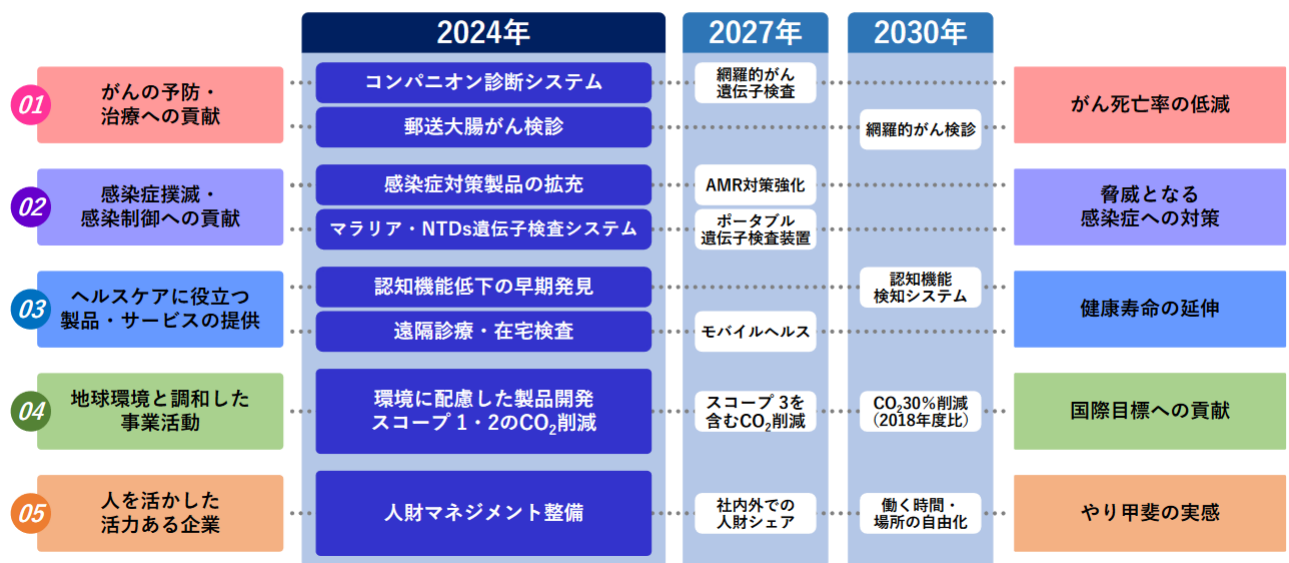 2024年
2027年
2030年
01
がんの予防・
治療への貢献
コンパニオン診断システム
網羅的がん
遺伝子検査
郵送大腸がん検診
網羅的がん検診
がん死亡率の低減
02
感染症撲滅・
感染制御への貢献
感染症対策製品の拡充
AMR対策強化
マラリア・NTDs遺伝子検査システム
ポータブル
遺伝子検査装置
脅威となる
感染症への対策
03
ヘルスケアに役立つ
製品・サービスの提供
認知機能低下の早期発見
認知機能
検知システム
遠隔診療・在宅検査
モバイルヘルス
健康寿命の延伸
04
地球環境と調和した
事業活動
環境に配慮した製品開発
スコープ 1・2のCO₂削減
スコープ 3を
含むCO₂削減
CO₂30%削減
（2018年度比）
国際目標への貢献
05
人を活かした
活力ある企業
人財マネジメント整備
社内外での
人財シェア
働く時間・
場所の自由化
やり甲斐の実感